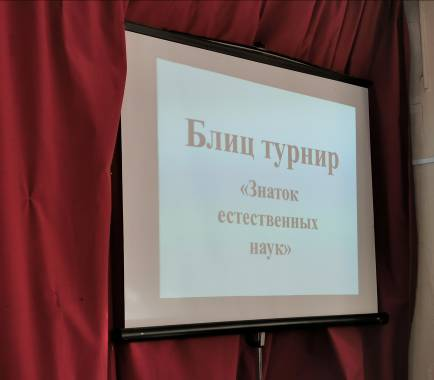 Блиц турнир
«Знаток
естественных
наук»